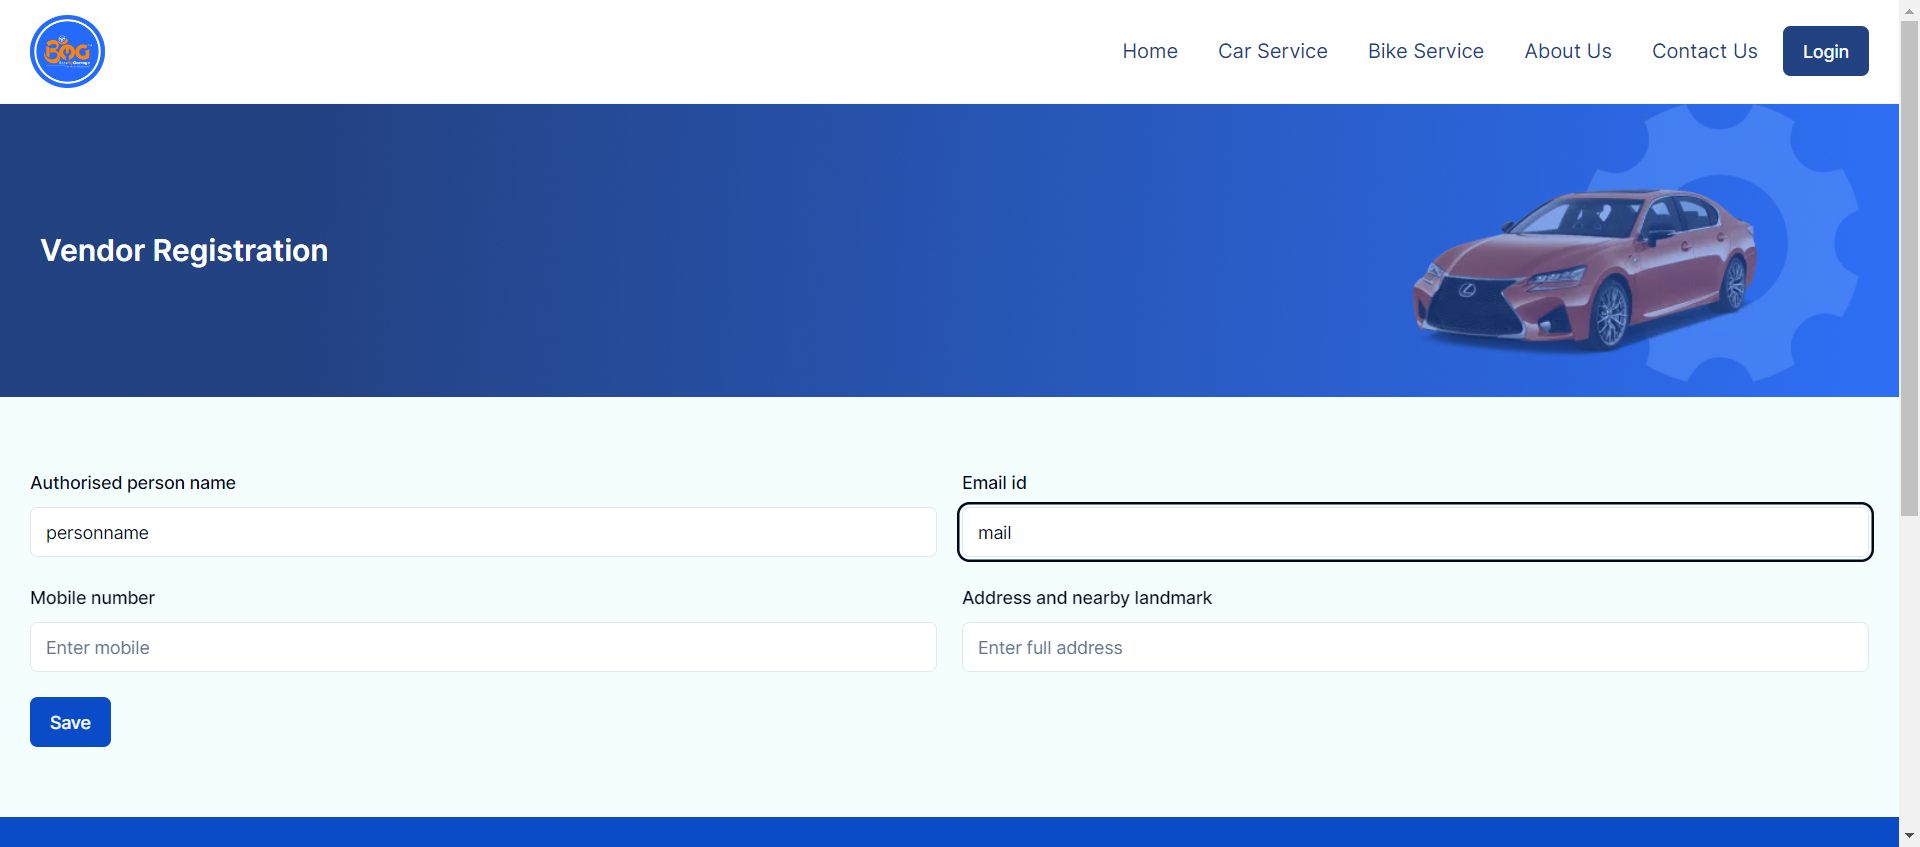 Home Car Service Bike Service About Us Contact Us Login
Vendor Registration
Authorised person name
personname
Email id
mail
Mobile number
Enter mobile
Address and nearby landmark
Enter full address
Save